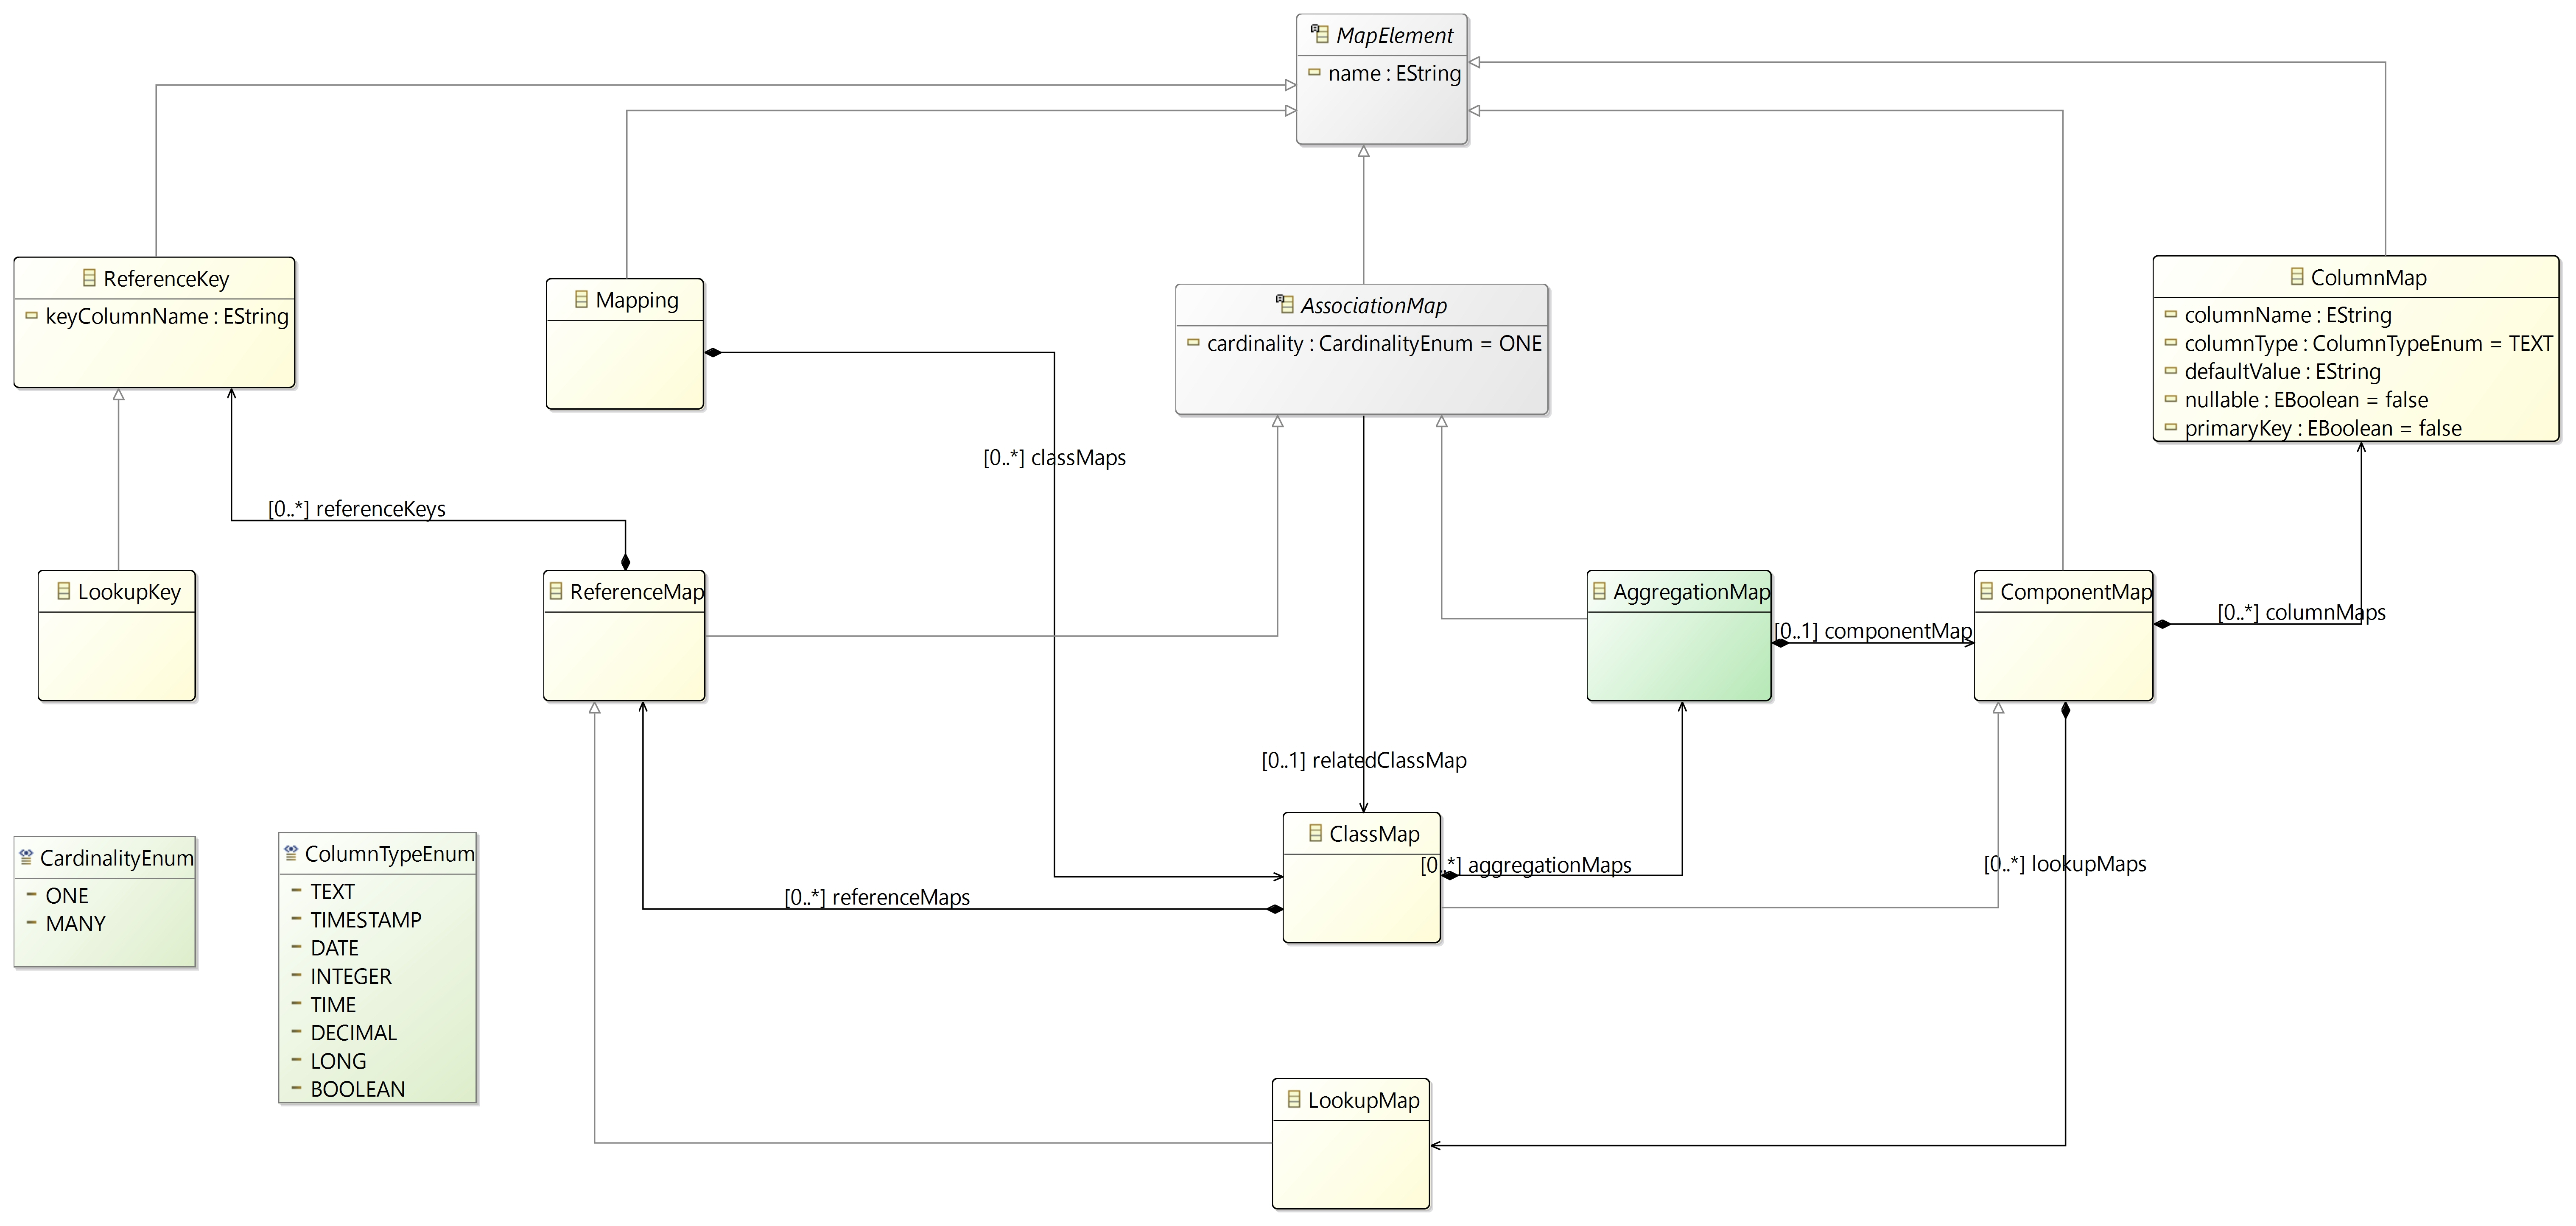 MapElement
name : EString
ReferenceKey
keyColumnName : EString
Mapping
AssociationMap
cardinality : CardinalityEnum = ONE
ColumnMap
columnName : EString
columnType : ColumnTypeEnum = TEXT
defaultValue : EString
nullable : EBoolean = false
primaryKey : EBoolean = false
[0..*] classMaps
[0..*] referenceKeys
LookupKey
ReferenceMap
AggregationMap
[0..1] componentMap
ComponentMap
[0..*] columnMaps
[0..1] relatedClassMap
CardinalityEnum
ONE
MANY
ColumnTypeEnum
TEXT
TIMESTAMP
DATE
INTEGER
TIME
DECIMAL
LONG
BOOLEAN
[0..*] referenceMaps
ClassMap
[0..*] aggregationMaps
[0..*] lookupMaps
LookupMap